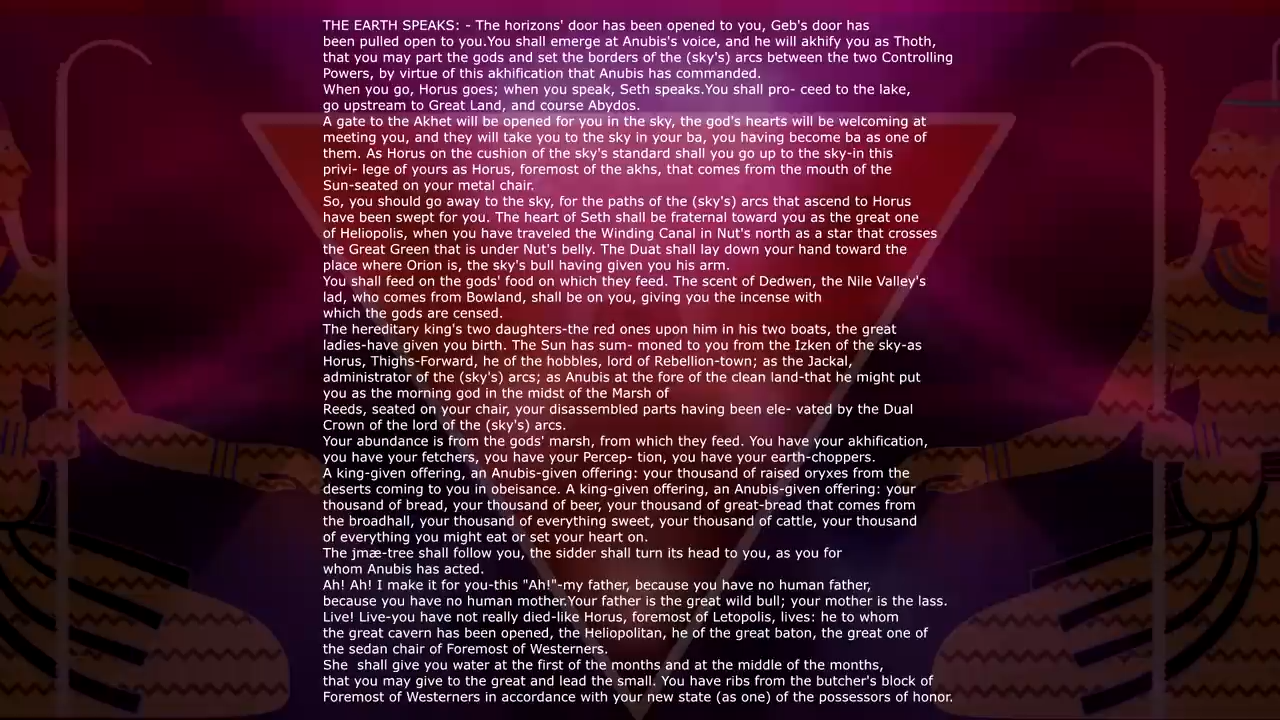 THE EARTH SPEAKS: - The horizons' door has been opened to you, Geb's door has
been pulled open to you.You shall emerge at Anubis's voice, and he will akhify you as Thoth,
that you may part the gods and set the borders of the (sky's) arcs between the two Controlling
Powers, by virtue of this akhification that Anubis has commanded.
When you go, Horus goes; when you speak, Seth speaks.You shall pro- ceed to the lake,
go upstream to Great Land, and course Abydos.
A gate to the Akhet will be opened for you in the sky, the god's hearts will be welcoming at
meeting you, and they will take you to the sky in your ba, you having become ba as one of
them. As Horus on the cushion of the sky's standard shall you go up to the sky-in this
privi- lege of yours as Horus, foremost of the akhs, that comes from the mouth of the
Sun-seated on your metal chair.
So, you should go away to the sky, for the paths of the (sky's) arcs that ascend to Horus
have been swept for you. The heart of Seth shall be fraternal toward you as the great one
of Heliopolis, when you have traveled the Winding Canal in Nut's north as a star that crosses
the Great Green that is under Nut's belly. The Duat shall lay down your hand toward the
place where Orion is, the sky's bull having given you his arm.
You shall feed on the gods' food on which they feed. The scent of Dedwen, the Nile Valley's
lad, who comes from Bowland, shall be on you, giving you the incense with
which the gods are censed.
The hereditary king's two daughters-the red ones upon him in his two boats, the great
ladies-have given you birth. The Sun has sum- moned to you from the Izken of the sky-as
Horus, Thighs-Forward, he of the hobbles, lord of Rebellion-town; as the Jackal,
administrator of the (sky's) arcs; as Anubis at the fore of the clean land-that he might put
you as the morning god in the midst of the Marsh of
Reeds, seated on your chair, your disassembled parts having been ele- vated by the Dual
Crown of the lord of the (sky's) arcs.
Your abundance is from the gods' marsh, from which they feed. You have your akhification,
you have your fetchers, you have your Percep- tion, you have your earth-choppers.
A king-given offering, an Anubis-given offering: your thousand of raised oryxes from the
deserts coming to you in obeisance. A king-given offering, an Anubis-given offering: your
thousand of bread, your thousand of beer, your thousand of great-bread that comes from
the broadhall, your thousand of everything sweet, your thousand of cattle, your thousand
of everything you might eat or set your heart on.
The jmæ-tree shall follow you, the sidder shall turn its head to you, as you for
whom Anubis has acted.
Ah! Ah! I make it for you-this "Ah!"-my father, because you have no human father,
because you have no human mother.Your father is the great wild bull; your mother is the lass.
Live! Live-you have not really died-like Horus, foremost of Letopolis, lives: he to whom
the great cavern has been opened, the Heliopolitan, he of the great baton, the great one of
the sedan chair of Foremost of Westerners.
She  shall give you water at the first of the months and at the middle of the months,
that you may give to the great and lead the small. You have ribs from the butcher's block of
Foremost of Westerners in accordance with your new state (as one) of the possessors of honor.